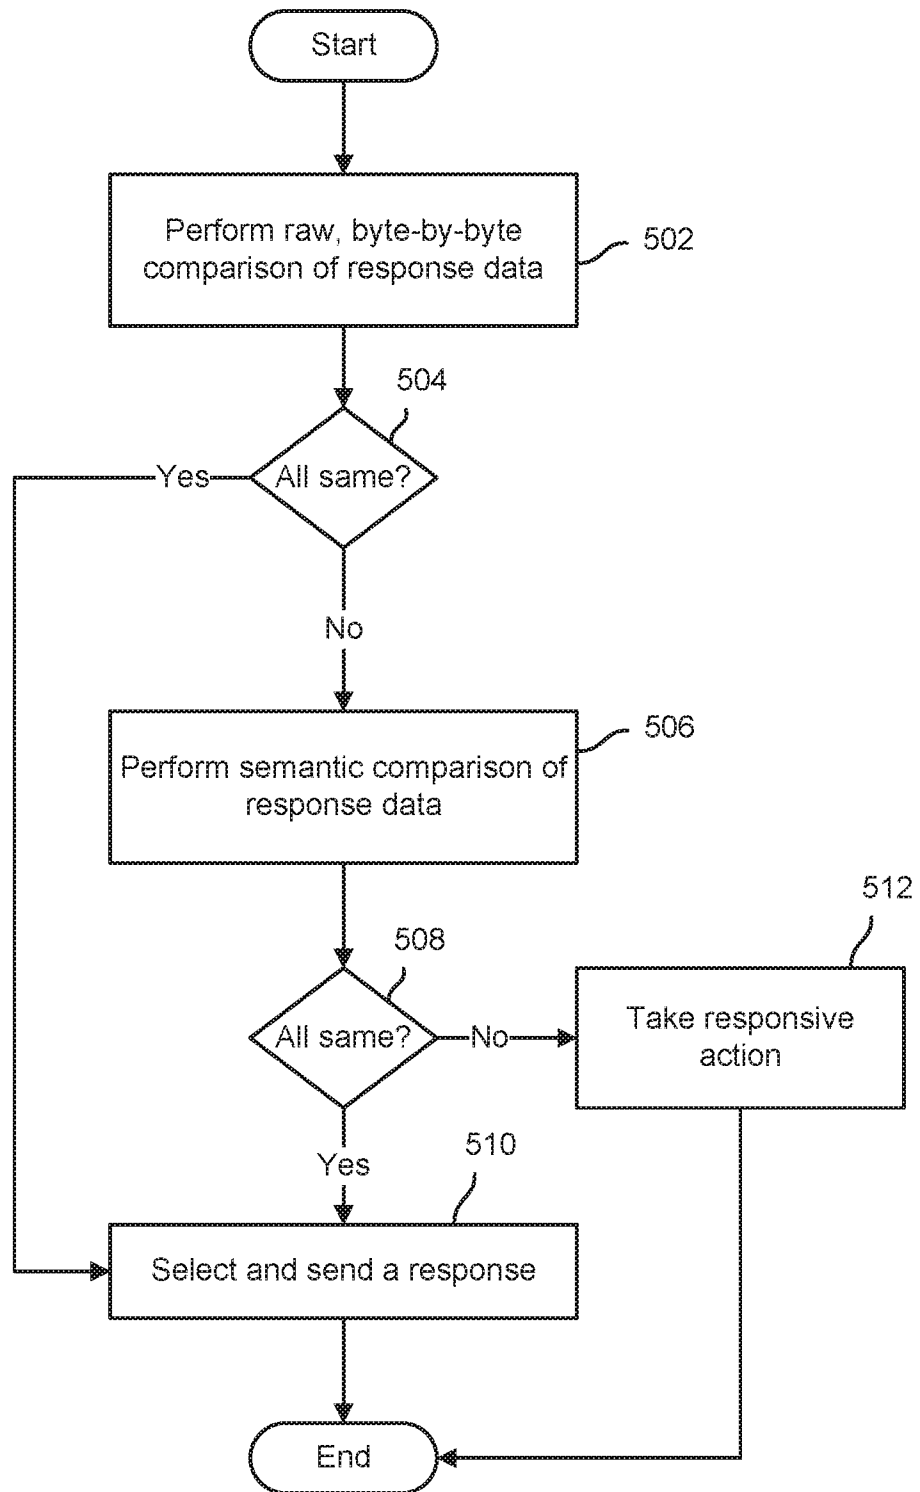 Start
Perform raw, byte-by-byte
comparison of response data
502
504
All same?
Yes
No
Perform semantic comparison of
response data
506
508
All same?
No
512
Take responsive
action
Yes
510
Select and send a response
End